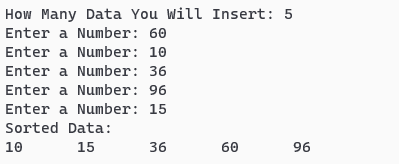 How Many Data You Will Insert: 5
Enter a Number: 60
Enter a Number: 10
Enter a Number: 36
Enter a Number: 96
Enter a Number: 15
Sorted Data:
10      15      36      60      96